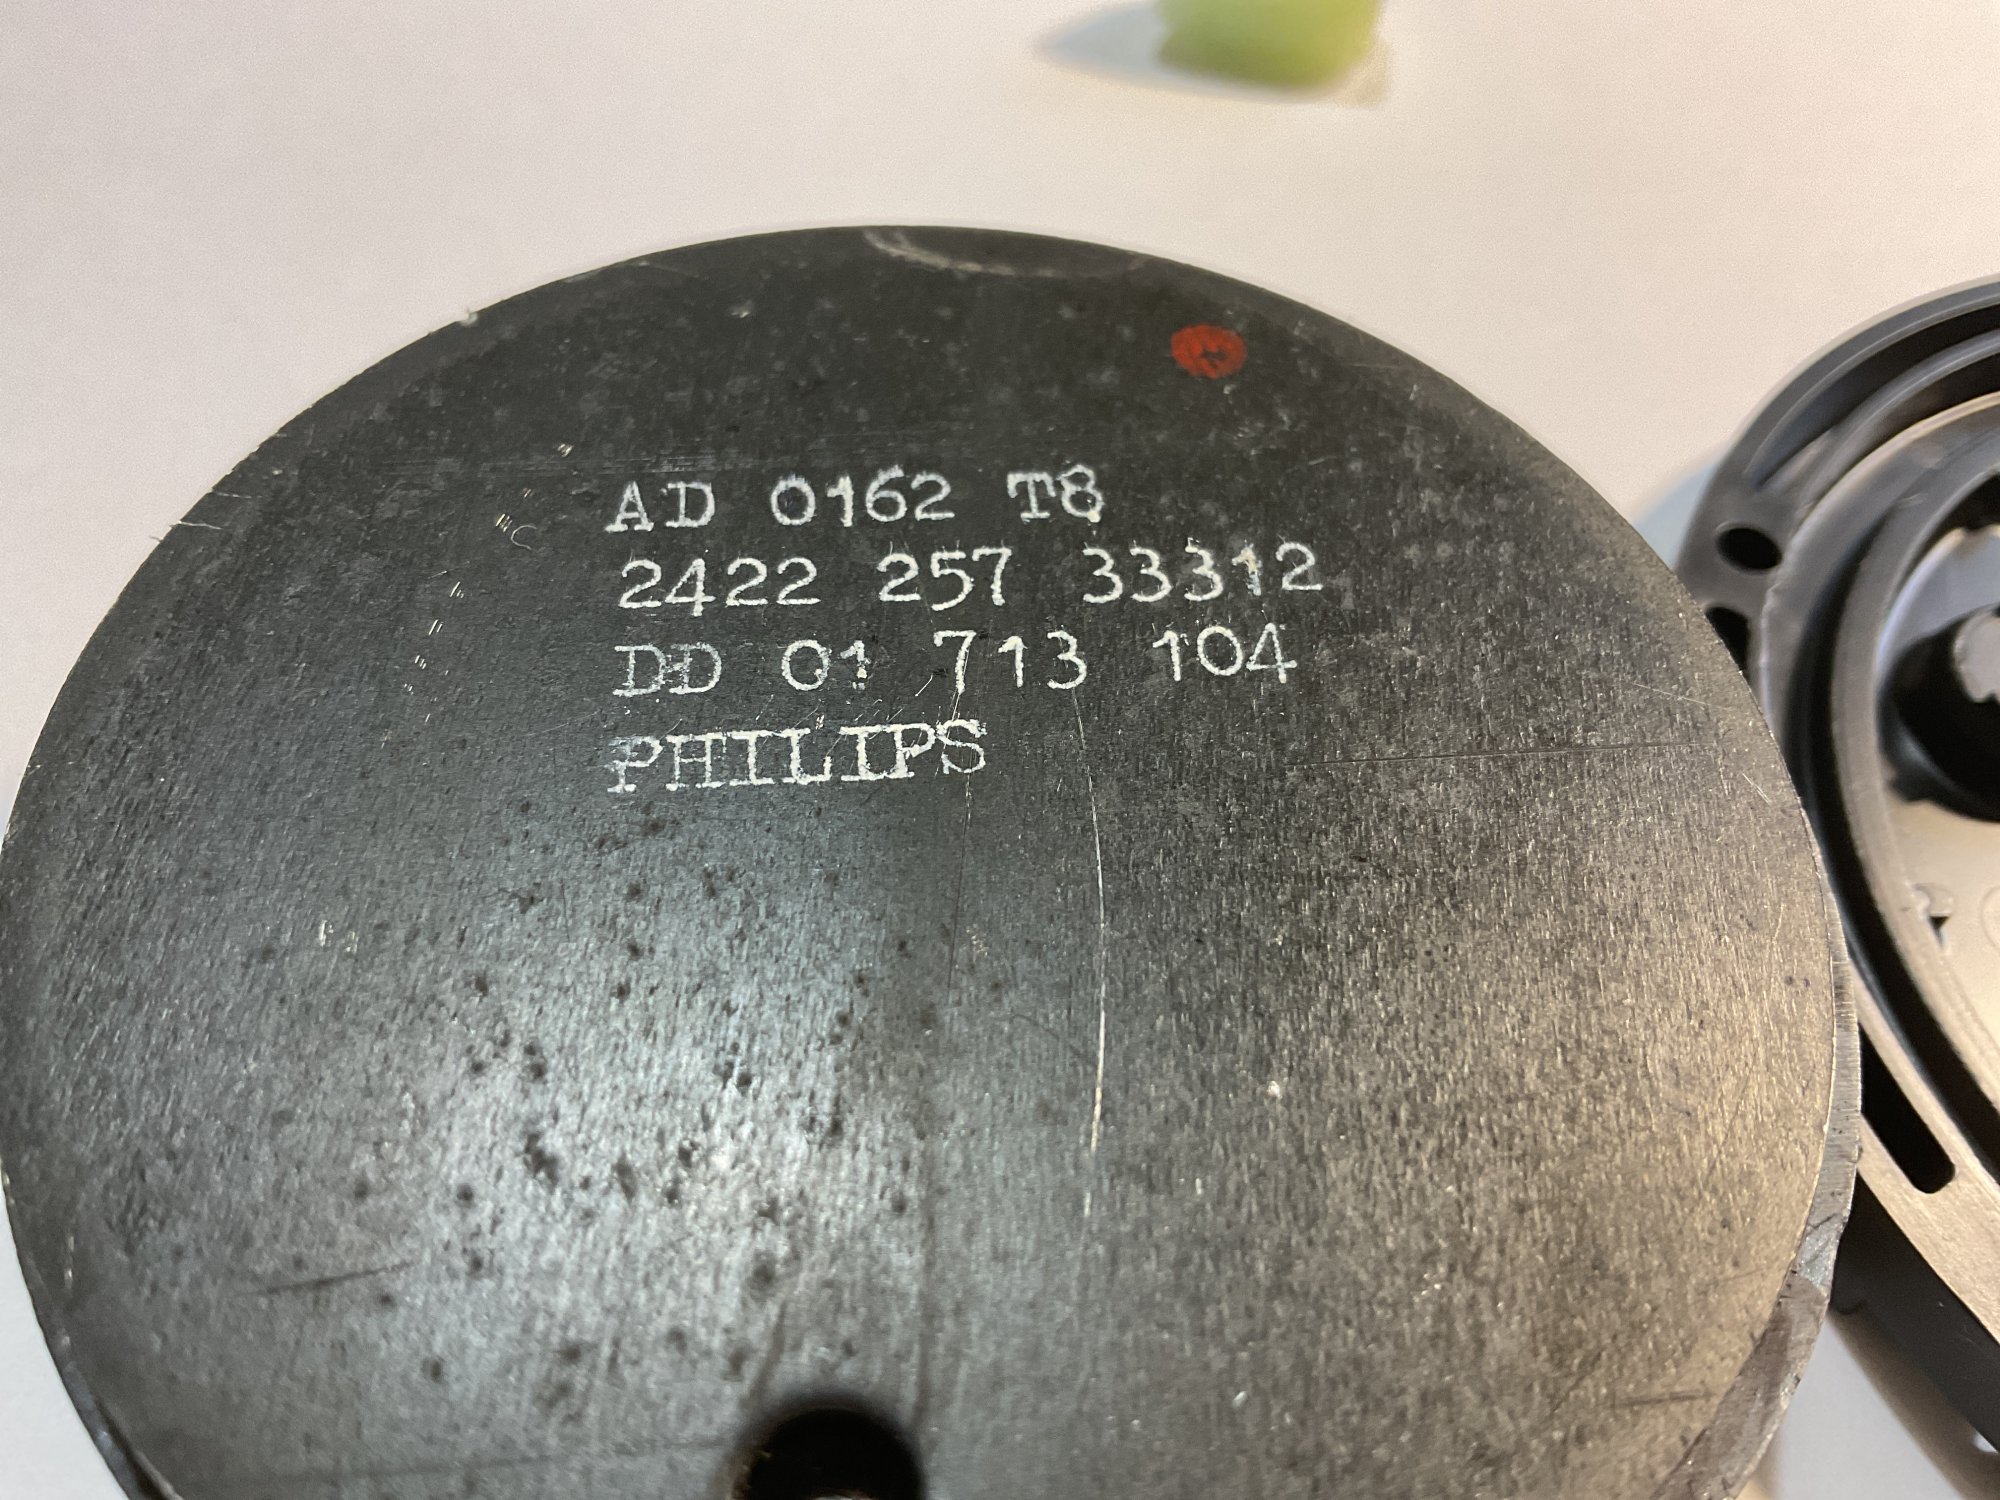 AD 0162 T8
2422 257 33312
DD 01 713 104
PHILIPS